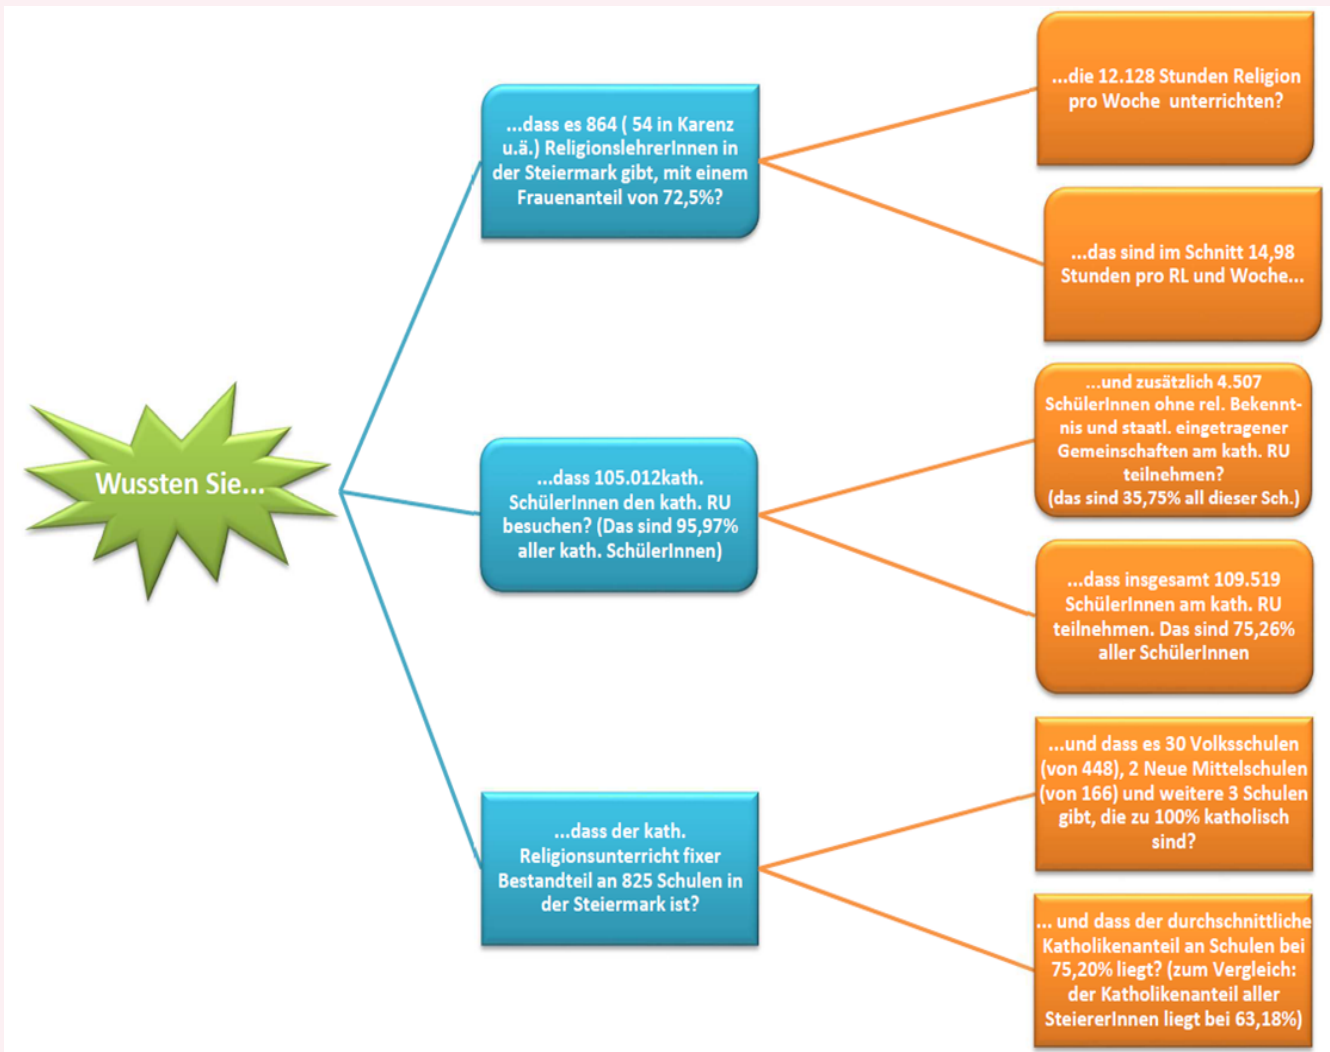 Wussten Sie...
...dass es 864 ( 54 in Karenz
u.ä.) ReligionslehrerInnen in
der Steiermark gibt, mit einem
Frauenanteil von 72,5%?
...die 12.128 Stunden Religion
pro Woche unterrichten?
...das sind im Schnitt 14,98
Stunden pro RL und Woche...
...dass 105.012kath.
SchülerInnen den kath. RU
besuchen? (Das sind 95,97%
aller kath. SchülerInnen)
...und zusätzlich 4.507
SchülerInnen ohne rel. Bekennt-
nis und staatl. eingetragener
Gemeinschaften am kath. RU
teilnehmen?
(das sind 35,75% all dieser Sch.)
...dass insgesamt 109.519
SchülerInnen am kath. RU
teilnehmen. Das sind 75,26%
aller SchülerInnen
...dass der kath.
Religionsunterricht fixer
Bestandteil an 825 Schulen in
der Steiermark ist?
...und dass es 30 Volksschulen
(von 448), 2 Neue Mittelschulen
(von 166) und weitere 3 Schulen
gibt, die zu 100% katholisch
sind?
... und dass der durchschnittliche
Katholikenanteil an Schulen bei
75,20% liegt? (zum Vergleich:
der Katholikenanteil aller
SteiererInnen liegt bei 63,18%)